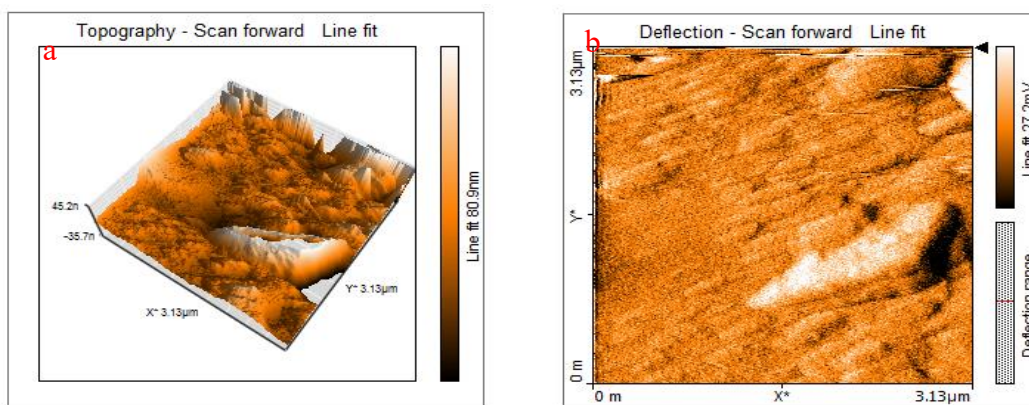 Topography - Scan forward Line fit
a
45.2n
-35.7n
X* 3.13µm
Y* 3.13µm
Line fit 80.9nm
Deflection - Scan forward Line fit
b
3.13µm
Y*
0 m
0 m
X*
3.13µm
Line fit 27.2mV
Deflection range